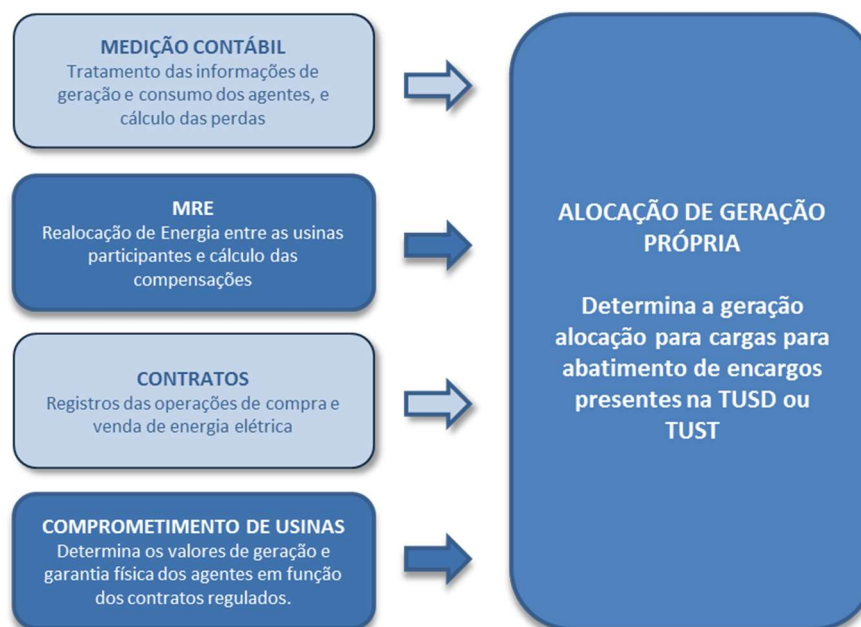 MEDIÇÃO CONTÁBIL
Tratamento das informações de
geração e consumo dos agentes, e
cálculo das perdas
MRE
Realocação de Energia entre as usinas
participantes e cálculo das
compensações
CONTRATOS
Registros das operações de compra e
venda de energia elétrica
COMPROMETIMENTO DE USINAS
Determina os valores de geração e
garantia física dos agentes em função
dos contratos regulados.
ALOCAÇÃO DE GERAÇÃO
PRÓPRIA
Determina a geração
alocação para cargas para
abatimento de encargos
presentes na TUSD ou
TUST